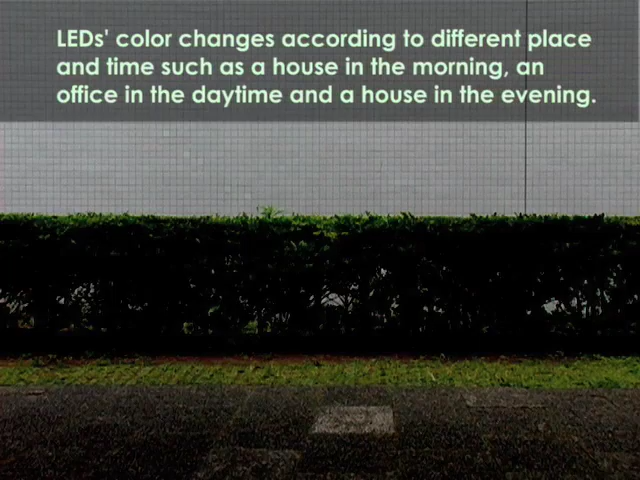 LEDs' color changes according to different place
and time such as a house in the morning, an
office in the daytime and a house in the evening.